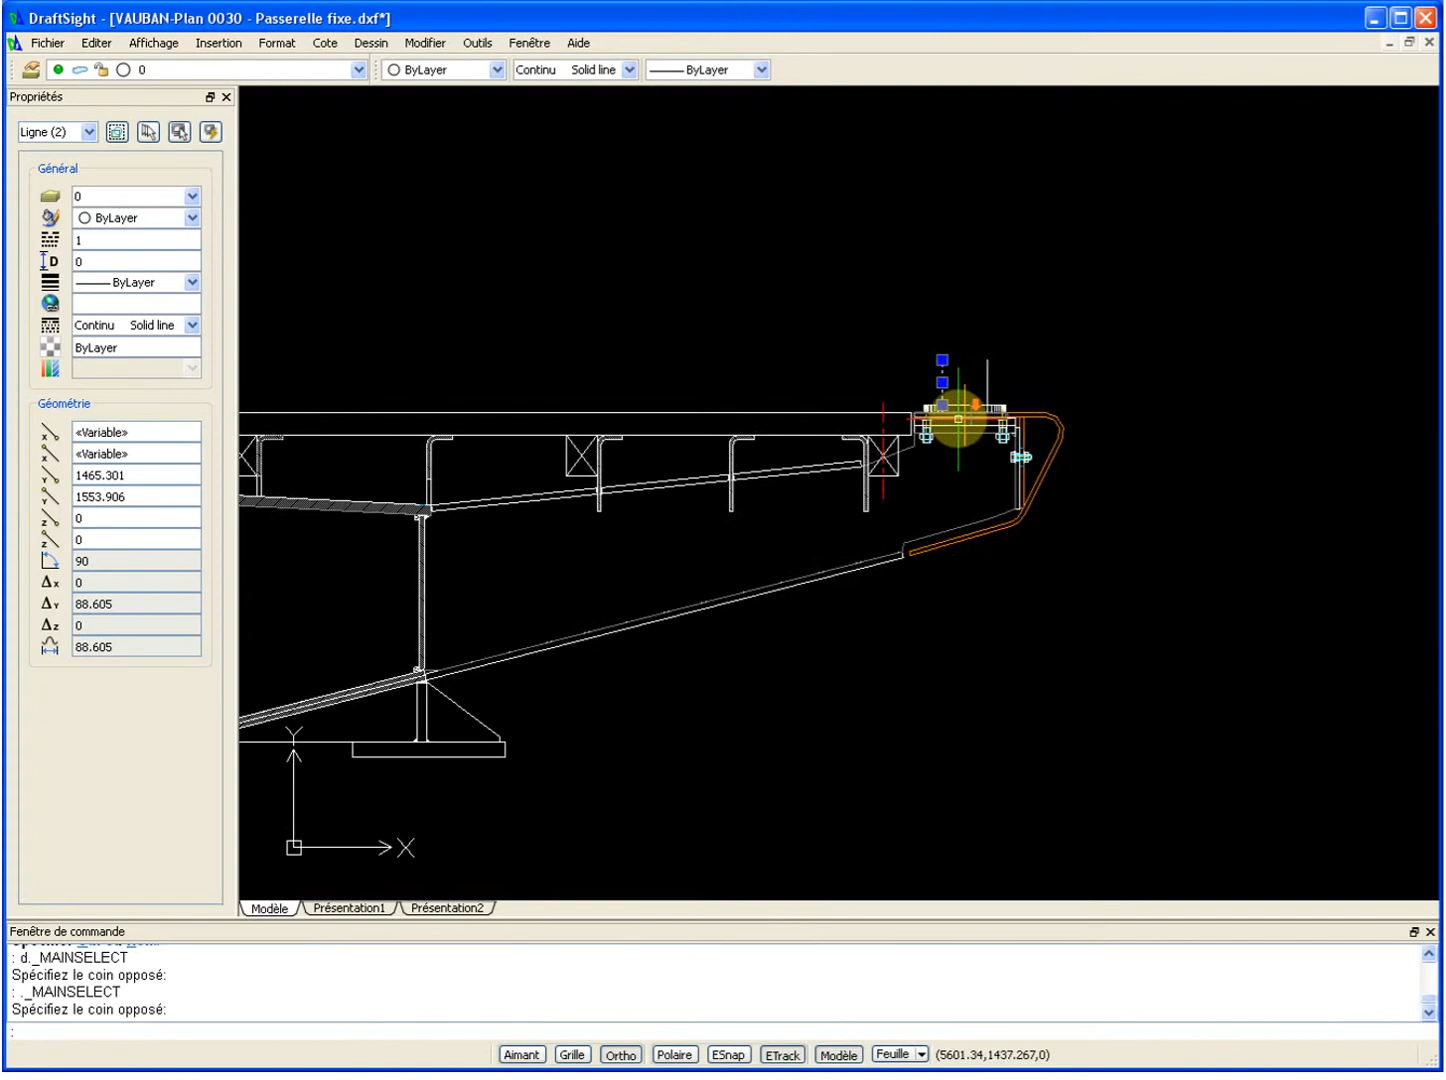 DraftSight - [VAUBAN-Plan 0030 - Passerelle fixe.dxf*]
Fichier Editer Affichage Insertion Format Cote Dessin Modifier Outils Fenêtre Aide
0 ByLayer Continu Solid line ByLayer
Propriétés
Ligne (2)
Général
0
ByLayer
1
D 0
ByLayer
Continu Solid line
ByLayer
Géométrie
x «Variable»
x «Variable»
Y 1465.301
Y 1553.906
z 0
z 0
90
Δx 0
ΔY 88.605
Δz 0
88.605
Y
X
Modèle Présentation1 Présentation2
Fenêtre de commande
: d._MAINSELECT
Spécifiez le coin opposé:
: ._MAINSELECT
Spécifiez le coin opposé:
:
Aimant Grille Ortho Polaire ESnap ETrack Modèle Feuille (5601.34,1437.267,0)